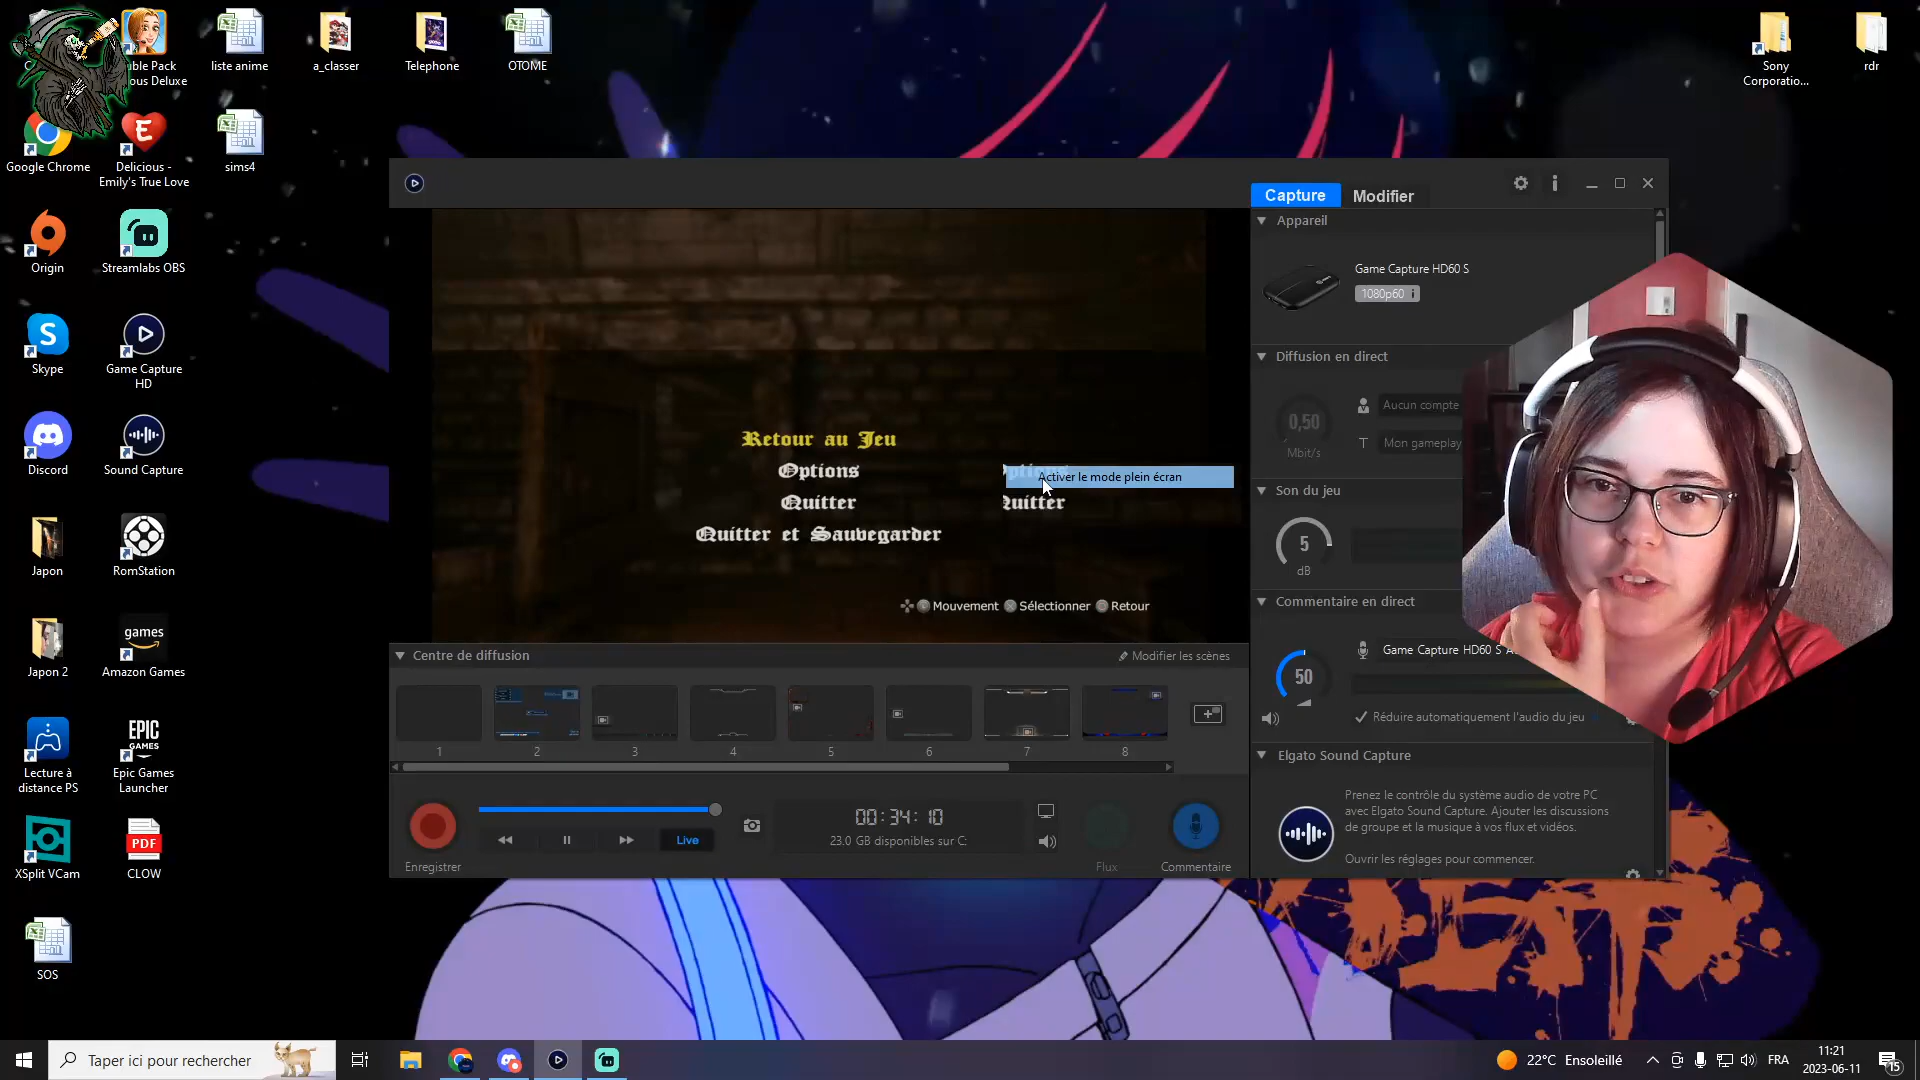 uble Pack
ous Deluxe
liste anime
a_classer
Telephone
OTOME
Sony
Corporatio...
rdr
Google Chrome
Delicious -
Emily's True Love
sims4
Origin
Streamlabs OBS
Skype
Game Capture
HD
Discord
Sound Capture
Japon
RomStation
Japon 2
games
Amazon Games
Lecture à
distance PS
EPIC
GAMES
Epic Games
Launcher
XSplit VCam
PDF
CLOW
SOS
Capture
Modifier
Appareil
Game Capture HD60 S
1080p60 i
Diffusion en direct
0,50
Mbit/s
Aucun compte
Mon gameplay
Son du jeu
5
dB
Commentaire en direct
50
Game Capture HD60 S A
Réduire automatiquement l'audio du jeu
Elgato Sound Capture
Prenez le contrôle du système audio de votre PC
avec Elgato Sound Capture. Ajouter les discussions
de groupe et la musique à vos flux et vidéos.
Ouvrir les réglages pour commencer.
Retour au Jeu
Options
Quitter
Quitter et Sauvegarder
Activer le mode plein écran
Quitter
Mouvement
Sélectionner
Retour
Centre de diffusion
Modifier les scènes
1
2
3
4
5
6
7
8
00:34:10
23.0 GB disponibles sur C:
Live
Enregistrer
Flux
Commentaire
Taper ici pour rechercher
22°C Ensoleillé
FRA
11:21
2023-06-11
15